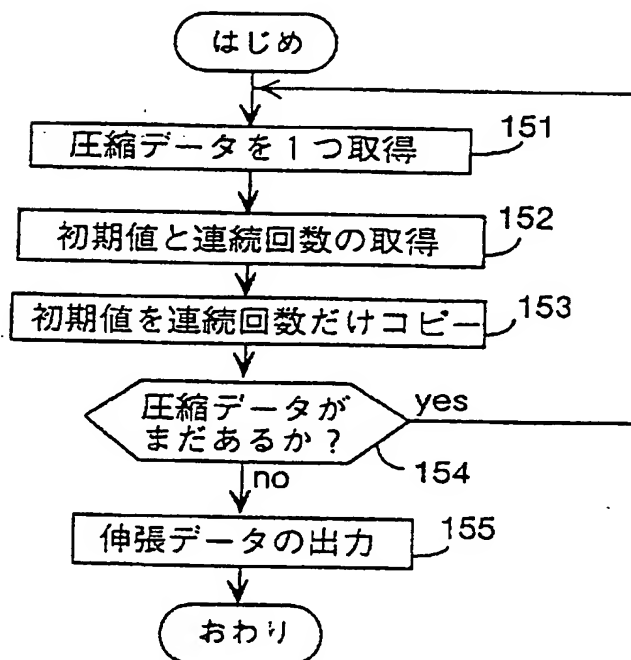 はじめ
圧縮データを1つ取得
151
初期値と連続回数の取得
152
初期値を連続回数だけコピー
153
圧縮データが
まだあるか?
yes
154
no
伸張データの出力
155
おわり